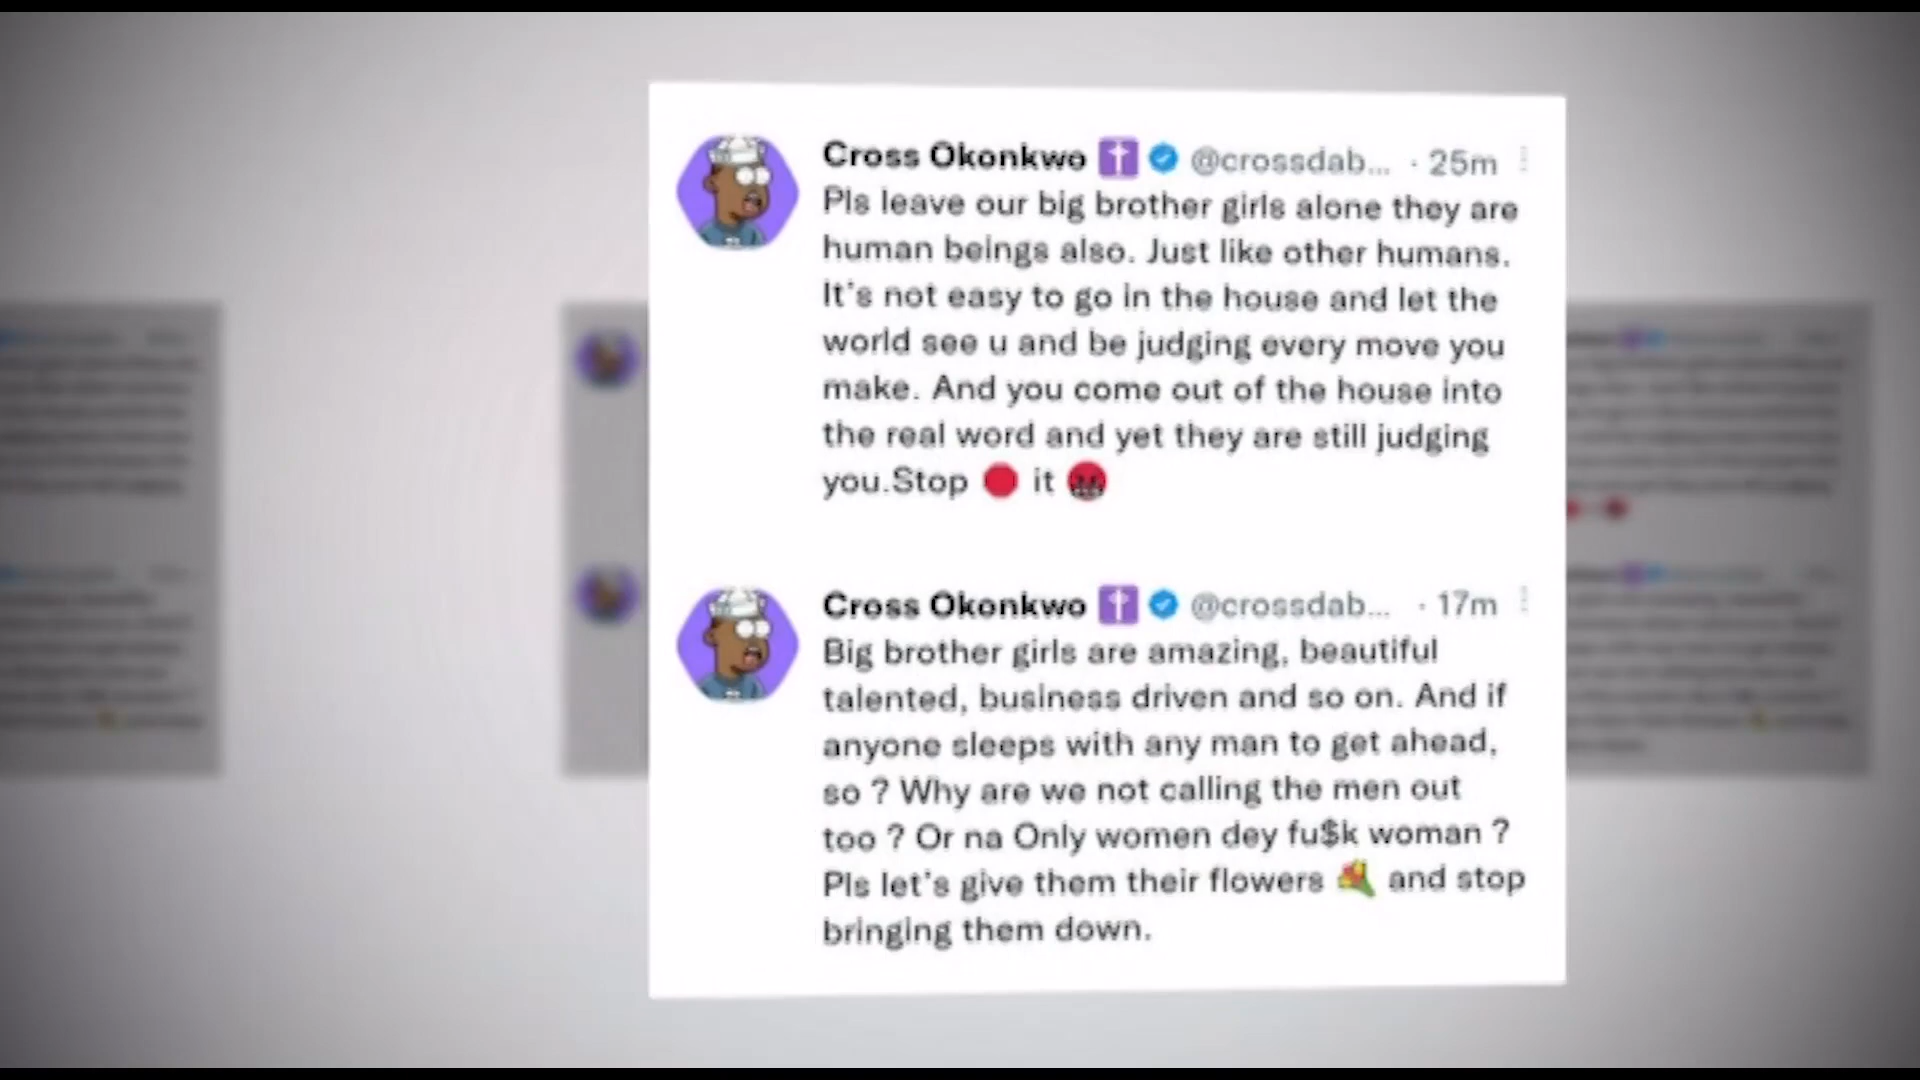 Cross Okonkwo ✝️ @crossdab... · 25m
Pls leave our big brother girls alone they are
human beings also. Just like other humans.
It's not easy to go in the house and let the
world see u and be judging every move you
make. And you come out of the house into
the real word and yet they are still judging
you.Stop 🛑 it 🤬
Cross Okonkwo ✝️ @crossdab... · 17m
Big brother girls are amazing, beautiful
talented, business driven and so on. And if
anyone sleeps with any man to get ahead,
so ? Why are we not calling the men out
too ? Or na Only women dey fu$k woman ?
Pls let's give them their flowers 💐 and stop
bringing them down.